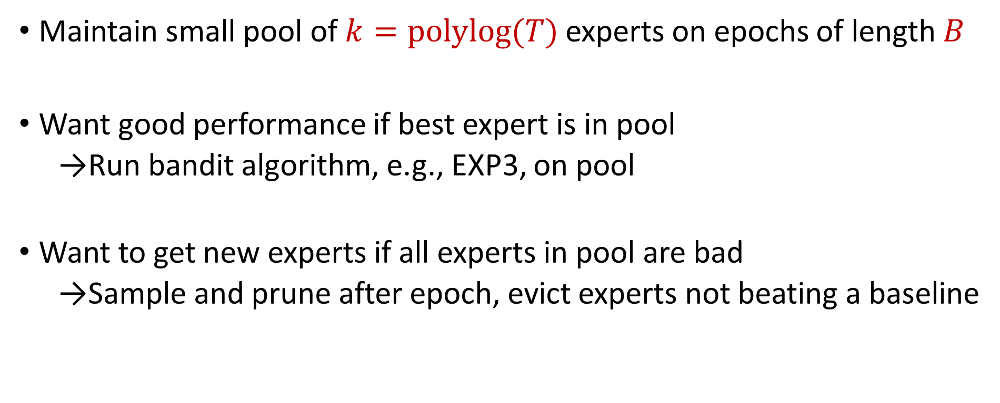 • Maintain small pool of k = polylog(T) experts on epochs of length B
• Want good performance if best expert is in pool
→Run bandit algorithm, e.g., EXP3, on pool
• Want to get new experts if all experts in pool are bad
→Sample and prune after epoch, evict experts not beating a baseline